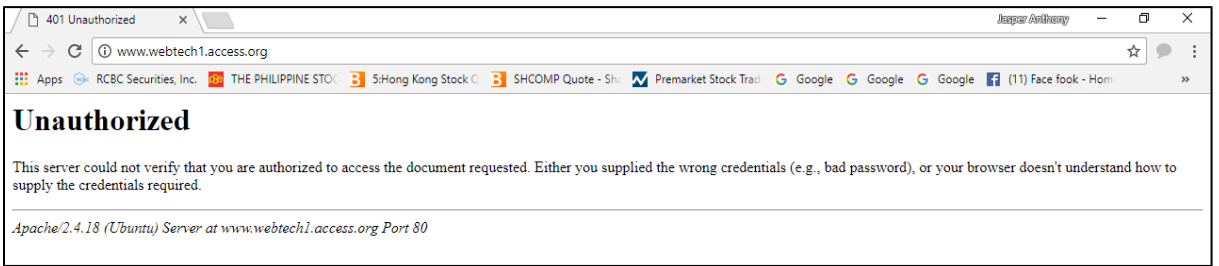 401 Unauthorized
Jasper Anthony
www.webtech1.access.org
Apps RCBC Securities, Inc. THE PHILIPPINE STOC 5:Hong Kong Stock SHCOMP Quote - Sh Premarket Stock Trad Google Google Google (11) Face fook - Hom
Unauthorized
This server could not verify that you are authorized to access the document requested. Either you supplied the wrong credentials (e.g., bad password), or your browser doesn't understand how to
supply the credentials required.
Apache/2.4.18 (Ubuntu) Server at www.webtech1.access.org Port 80